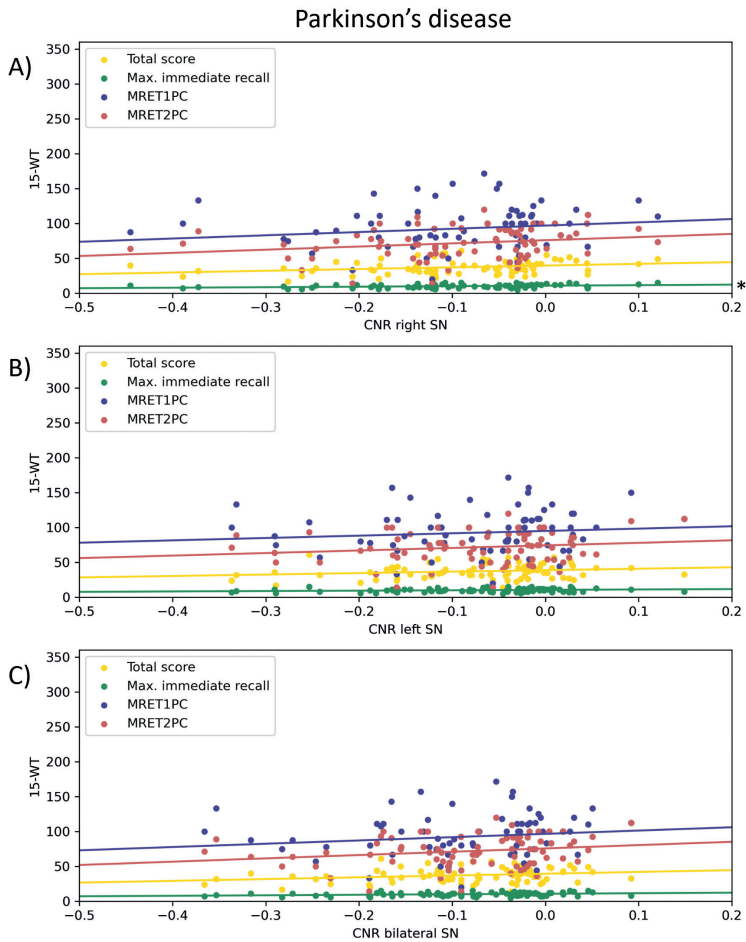 Parkinson’s disease
A)
350
300
250
200
150
100
50
0
15-WT
Total score
Max. immediate recall
MRET1PC
MRET2PC
*
−0.5 −0.4 −0.3 −0.2 −0.1 0.0 0.1 0.2
CNR right SN
B)
350
300
250
200
150
100
50
0
15-WT
Total score
Max. immediate recall
MRET1PC
MRET2PC
−0.5 −0.4 −0.3 −0.2 −0.1 0.0 0.1 0.2
CNR left SN
C)
350
300
250
200
150
100
50
0
15-WT
Total score
Max. immediate recall
MRET1PC
MRET2PC
−0.5 −0.4 −0.3 −0.2 −0.1 0.0 0.1 0.2
CNR bilateral SN